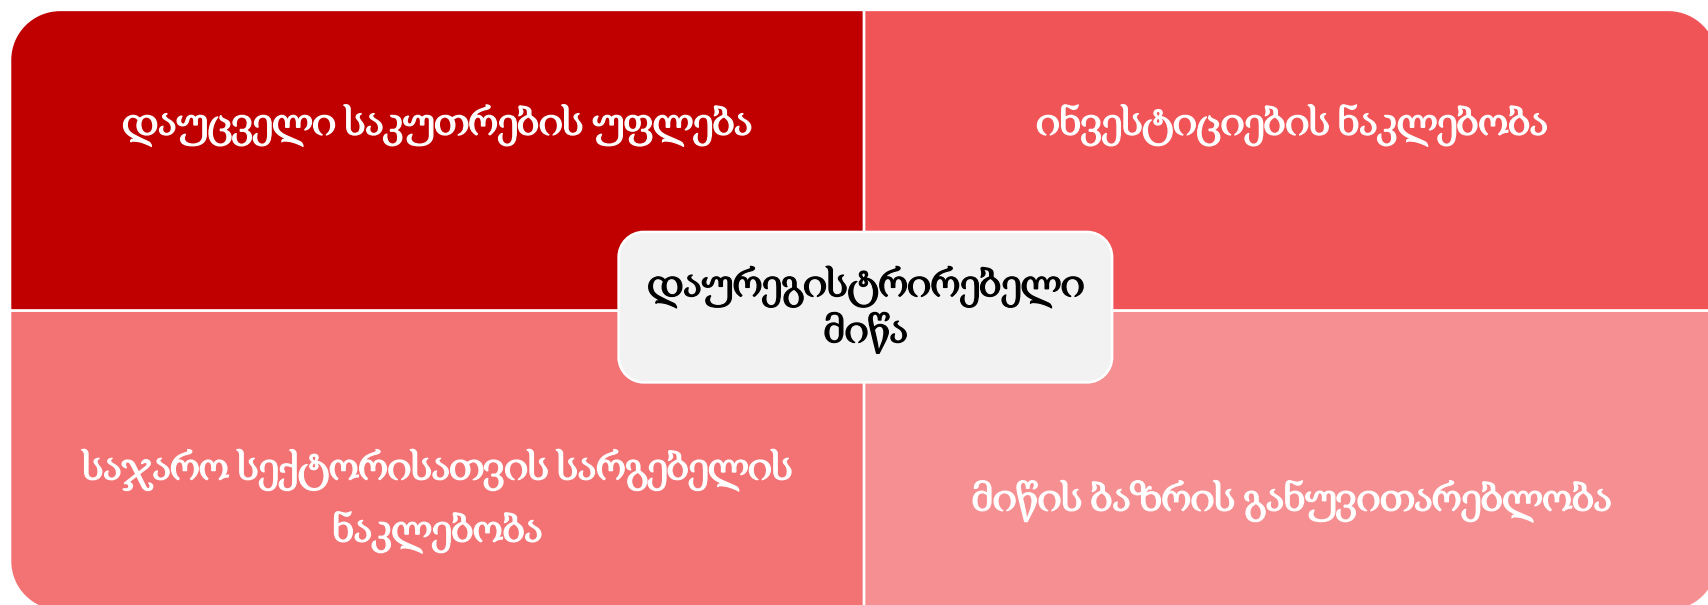 დაუცველი საკუთრების უფლება
ინვესტიციების ნაკლებობა
დაურეგისტრირებელი
მიწა
საჯარო სექტორისათვის სარგებელის
ნაკლებობა
მიწის ბაზრის განუვითარებლობა